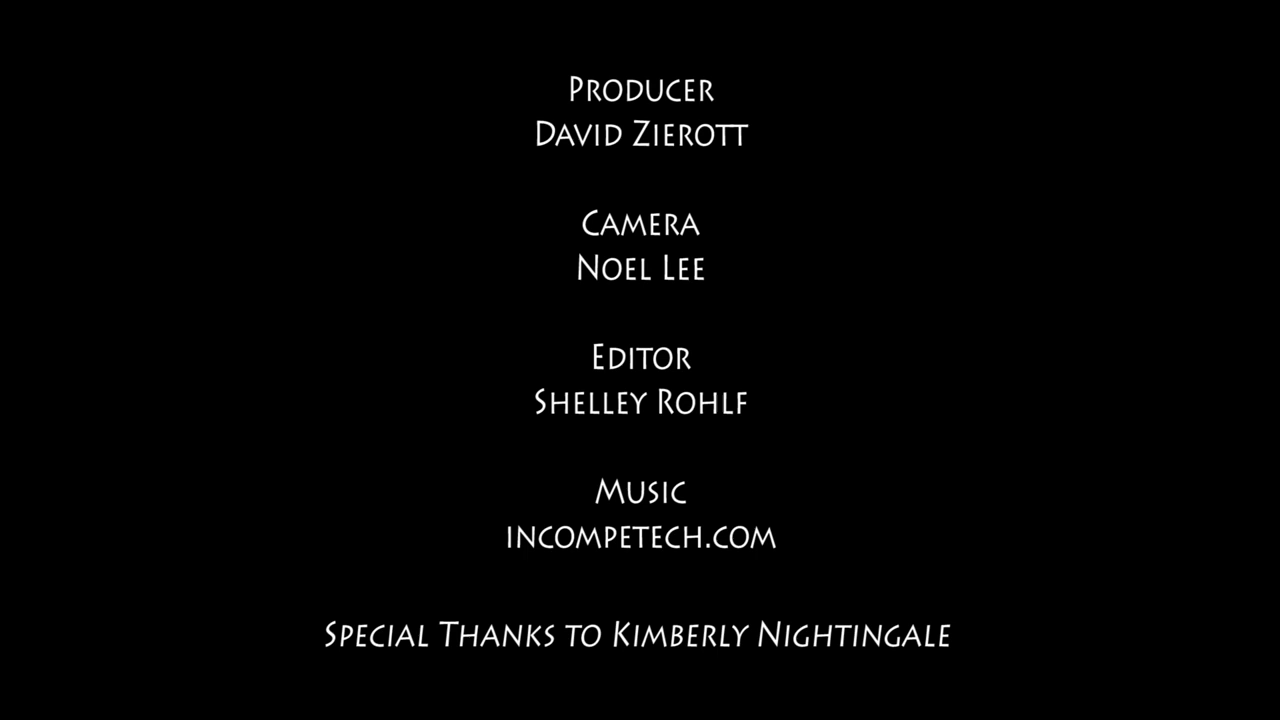 Producer
David Zierott
Camera
Noel Lee
Editor
Shelley Rohlf
Music
incompetech.com
Special Thanks to Kimberly Nightingale